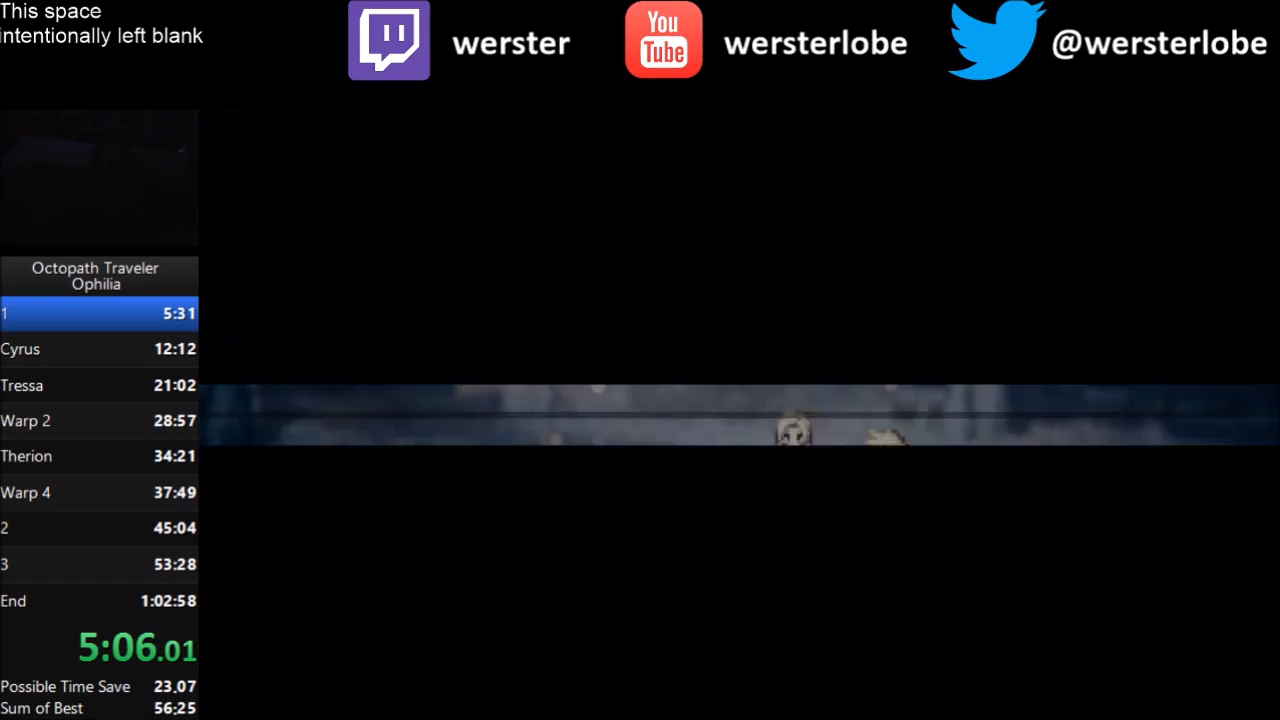 This space
intentionally left blank
werster
You
Tube
wersterlobe
@wersterlobe
Octopath Traveler
Ophilia
1 5:31
Cyrus 12:12
Tressa 21:02
Warp 2 28:57
Therion 34:21
Warp 4 37:49
2 45:04
3 53:28
End 1:02:58
5:06.01
Possible Time Save 23.07
Sum of Best 56:25